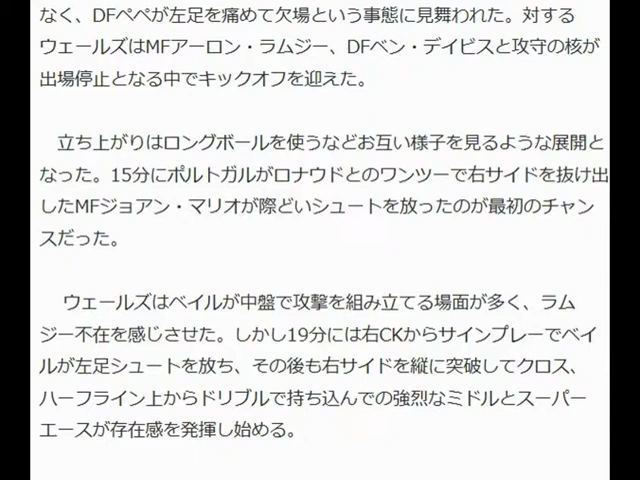 なく、DFペペが左足を痛めて欠場という事態に見舞われた。対する
ウェールズはMFアーロン・ラムジー、DFベン・デイビスと攻守の核が
出場停止となる中でキックオフを迎えた。
立ち上がりはロングボールを使うなどお互い様子を見るような展開と
なった。15分にポルトガルがロナウドとのワンツーで右サイドを抜け出
したMFジョアン・マリオが際どいシュートを放ったのが最初のチャン
スだった。
ウェールズはベイルが中盤で攻撃を組み立てる場面が多く、ラム
ジー不在を感じさせた。しかし19分には右CKからサインプレーでベイ
ルが左足シュートを放ち、その後も右サイドを縦に突破してクロス、
ハーフライン上からドリブルで持ち込んでの強烈なミドルとスーパー
エースが存在感を発揮し始める。